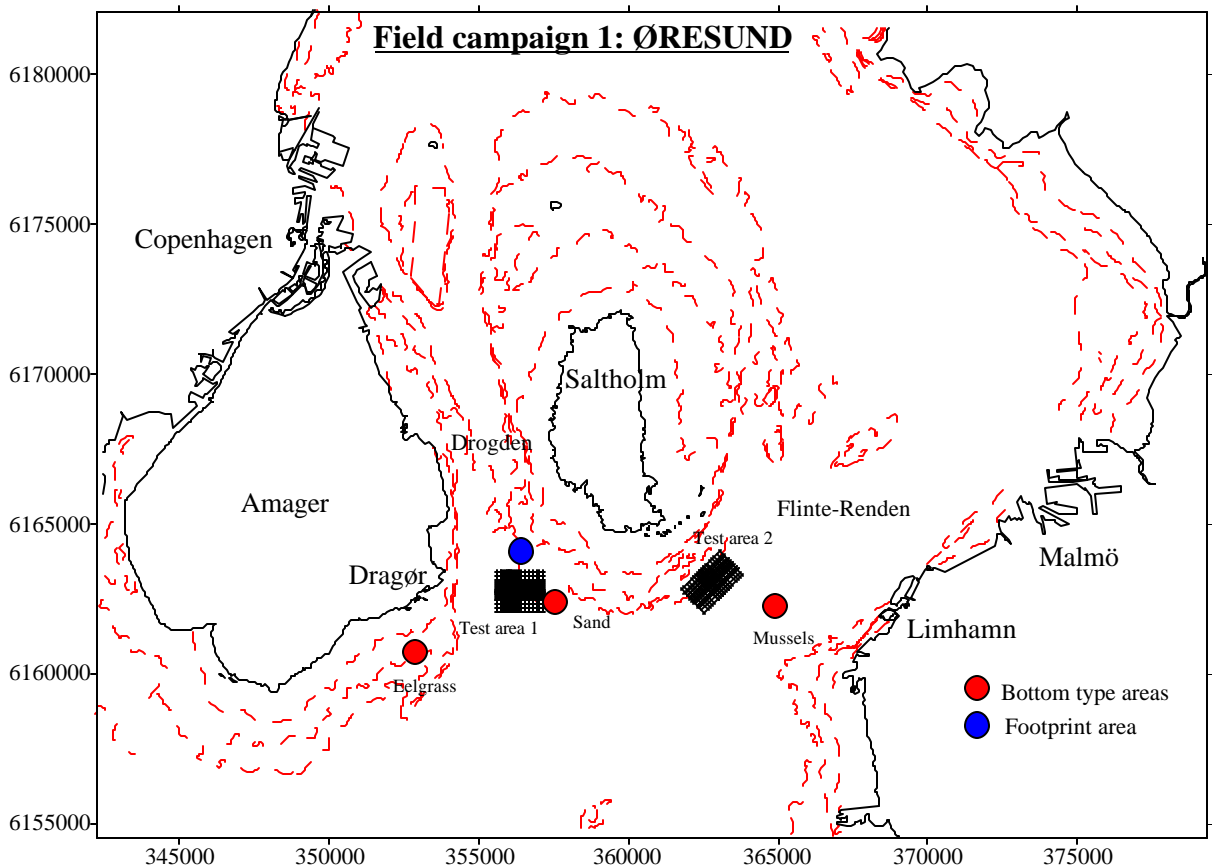 Field campaign 1: ØRESUND
6180000
6175000
Copenhagen
6170000
Saltholm
Drogden
6165000
Amager
Flinte-Renden
Test area 2
Malmö
Dragør
Test area 1
Sand
Mussels
Limhamn
6160000
Eelgrass
Bottom type areas
Footprint area
6155000
345000 350000 355000 360000 365000 370000 375000